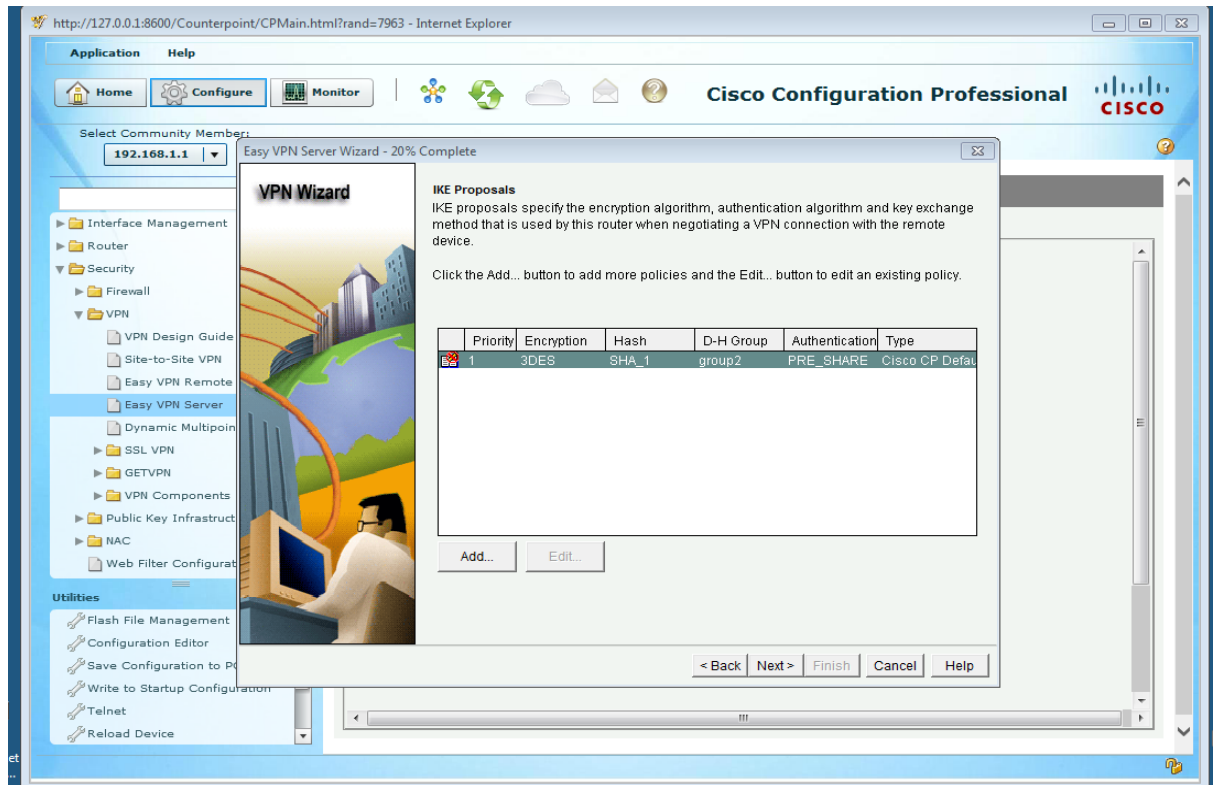 http://127.0.0.1:8600/Counterpoint/CPMain.html?rand=7963 - Internet Explorer
Application Help
Home Configure Monitor Cisco Configuration Professional CISCO
Select Community Member:
192.168.1.1
Easy VPN Server Wizard - 20% Complete
Interface Management
Router
Security
Firewall
VPN
VPN Design Guide
Site-to-Site VPN
Easy VPN Remote
Easy VPN Server
Dynamic Multipoin
SSL VPN
GETVPN
VPN Components
Public Key Infrastruct
NAC
Web Filter Configurat
Utilities
Flash File Management
Configuration Editor
Save Configuration to P
Write to Startup Configuration
Telnet
Reload Device
VPN Wizard
IKE Proposals
IKE proposals specify the encryption algorithm, authentication algorithm and key exchange
method that is used by this router when negotiating a VPN connection with the remote
device.
Click the Add... button to add more policies and the Edit... button to edit an existing policy.
Priority Encryption Hash D-H Group Authentication Type
1 3DES SHA_1 group2 PRE_SHARE Cisco CP Defau
Add... Edit...
< Back Next > Finish Cancel Help
et
...